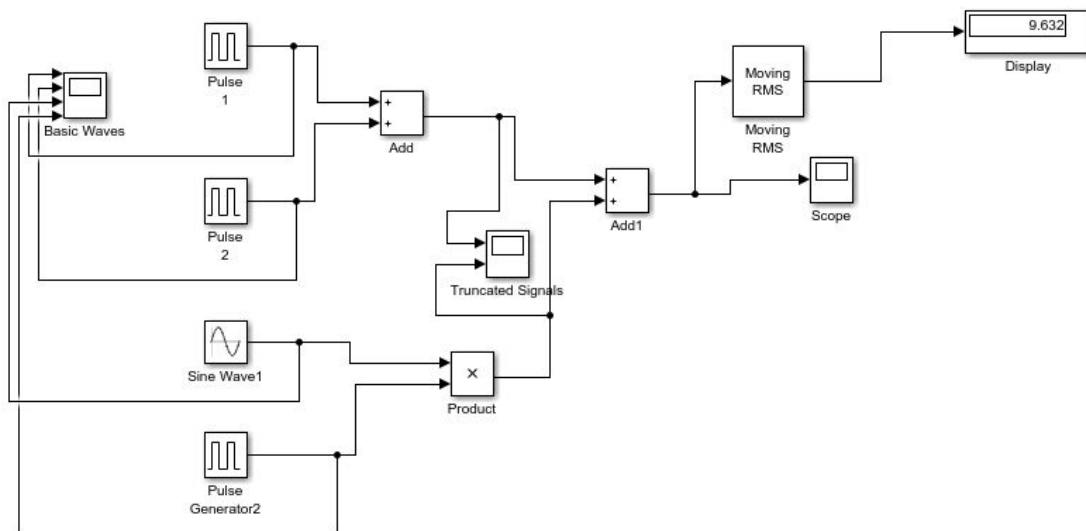 Pulse
1
Basic Waves
+
+
Add
Pulse
2
Truncated Signals
Sine Wave1
×
Product
Pulse
Generator2
+
+
Add1
Moving
RMS
Moving
RMS
Scope
9.632
Display